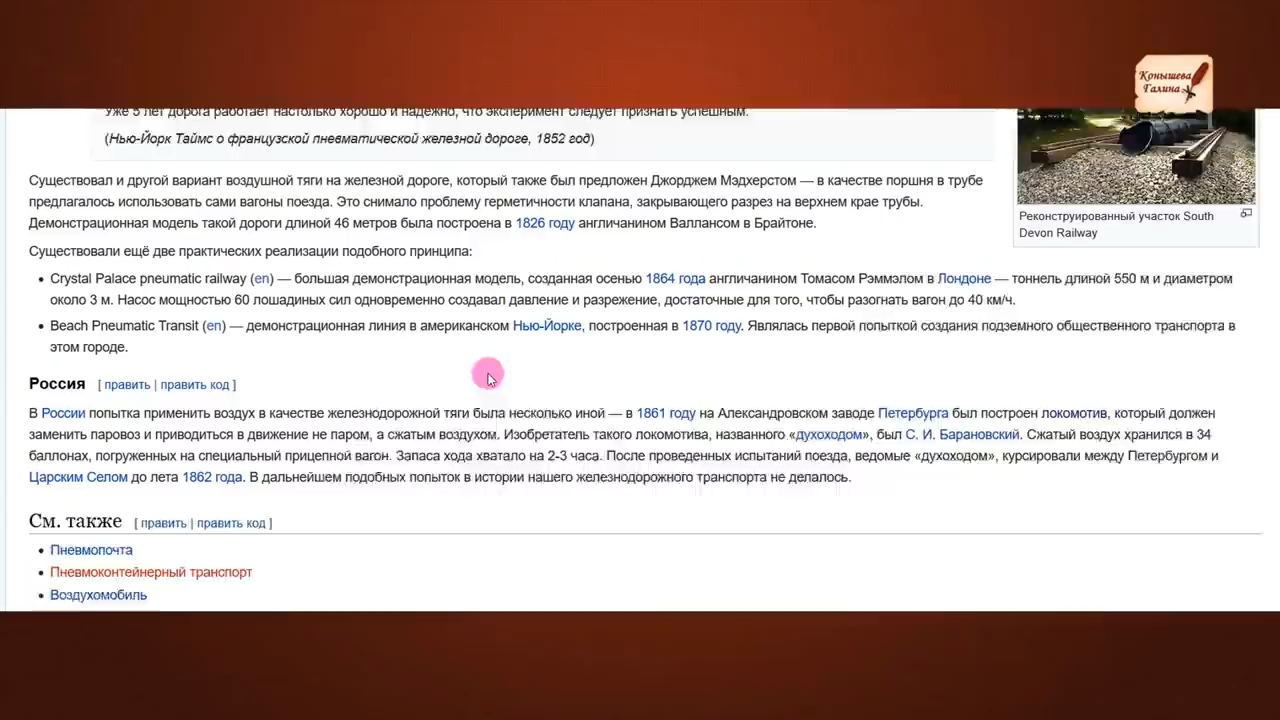 Конышева
Галина
Уже 5 лет дорога работает настолько хорошо и надежно, что эксперимент следует признать успешным.
(Нью-Йорк Таймс о французской пневматической железной дороге, 1852 год)
Существовал и другой вариант воздушной тяги на железной дороге, который также был предложен Джорджем Мэдхерстом — в качестве поршня в трубе
предлагалось использовать сами вагоны поезда. Это снимало проблему герметичности клапана, закрывающего разрез на верхнем крае трубы.
Демонстрационная модель такой дороги длиной 46 метров была построена в 1826 году англичанином Валлансом в Брайтоне.
Реконструированный участок South
Devon Railway
Существовали ещё две практических реализации подобного принципа:
• Crystal Palace pneumatic railway (en) — большая демонстрационная модель, созданная осенью 1864 года англичанином Томасом Рэммэлом в Лондоне — тоннель длиной 550 м и диаметром
около 3 м. Насос мощностью 60 лошадиных сил одновременно создавал давление и разрежение, достаточные для того, чтобы разогнать вагон до 40 км/ч.
• Beach Pneumatic Transit (en) — демонстрационная линия в американском Нью-Йорке, построенная в 1870 году. Являлась первой попыткой создания подземного общественного транспорта в
этом городе.
Россия [ править | править код ]
В России попытка применить воздух в качестве железнодорожной тяги была несколько иной — в 1861 году на Александровском заводе Петербурга был построен локомотив, который должен
заменить паровоз и приводиться в движение не паром, а сжатым воздухом. Изобретатель такого локомотива, названного «духоходом», был С. И. Барановский. Сжатый воздух хранился в 34
баллонах, погруженных на специальный прицепной вагон. Запаса хода хватало на 2-3 часа. После проведенных испытаний поезда, ведомые «духоходом», курсировали между Петербургом и
Царским Селом до лета 1862 года. В дальнейшем подобных попыток в истории нашего железнодорожного транспорта не делалось.
См. также [ править | править код ]
• Пневмопочта
• Пневмоконтейнерный транспорт
• Воздухомобиль